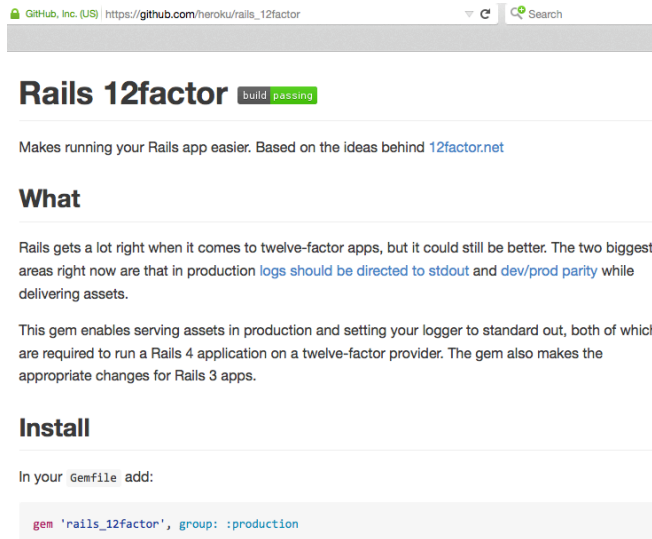 GitHub, Inc. (US) https://github.com/heroku/rails_12factor Search
Rails 12factor build passing
Makes running your Rails app easier. Based on the ideas behind 12factor.net
What
Rails gets a lot right when it comes to twelve-factor apps, but it could still be better. The two biggest
areas right now are that in production logs should be directed to stdout and dev/prod parity while
delivering assets.
This gem enables serving assets in production and setting your logger to standard out, both of which
are required to run a Rails 4 application on a twelve-factor provider. The gem also makes the
appropriate changes for Rails 3 apps.
Install
In your Gemfile add:
gem 'rails_12factor', group: :production